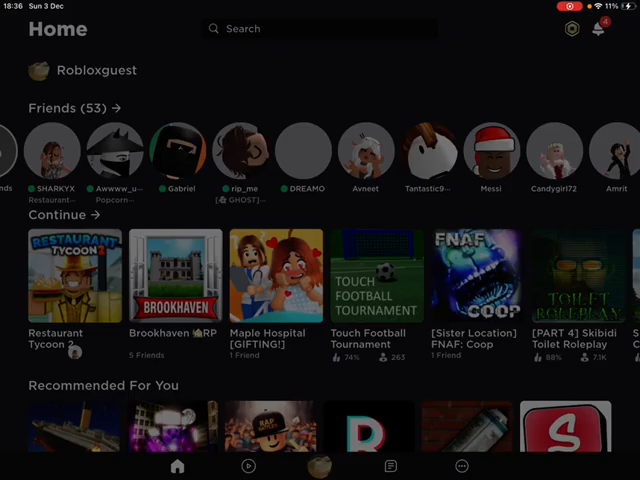 18:36 Sun 3 Dec
11%
Home
Search
4
Robloxguest
Friends (53) →
nds
SHARKYX
Restaurant···
Awwww_u···
Popcorn···
Gabriel
rip_me
[GHOST]···
DREAMO
Avneet
Tantastic9···
Messi
Candygirl72
Amrit
Continue →
RESTAURANT
TYCOON 2
BROOKHAVEN
TOUCH
FOOTBALL
TOURNAMENT
FNAF
COOP
TOILET
ROLEPLAY
Restaurant
Tycoon 2
Brookhaven RP
5 Friends
Maple Hospital
[GIFTING!]
1 Friend
Touch Football
Tournament
74% 263
[Sister Location]
FNAF: Coop
1 Friend
[PART 4] Skibidi
Toilet Roleplay
88% 7.1K
Recommended For You
RAP
BATTLES
R
S